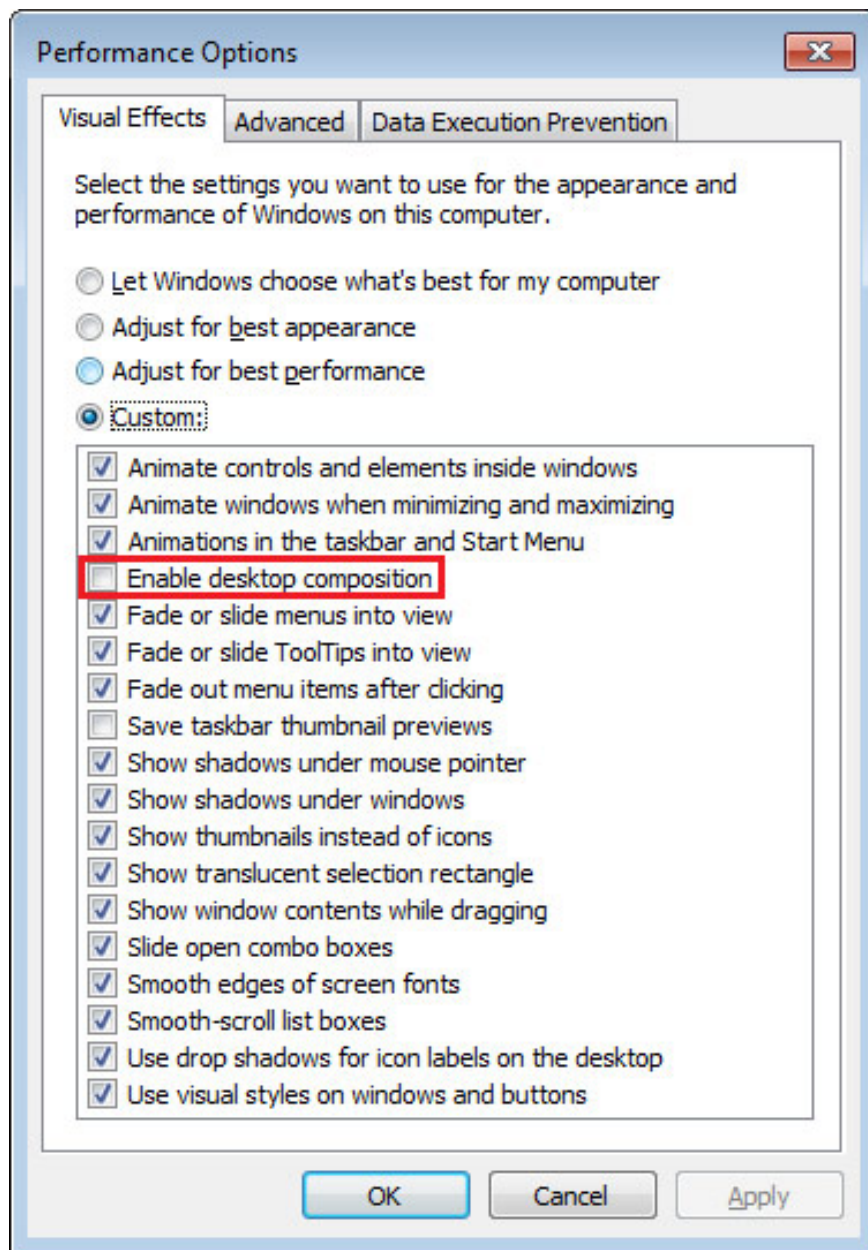 Performance Options
Visual Effects
Advanced
Data Execution Prevention
Select the settings you want to use for the appearance and
performance of Windows on this computer.
Let Windows choose what's best for my computer
Adjust for best appearance
Adjust for best performance
Custom:
Animate controls and elements inside windows
Animate windows when minimizing and maximizing
Animations in the taskbar and Start Menu
Enable desktop composition
Fade or slide menus into view
Fade or slide ToolTips into view
Fade out menu items after clicking
Save taskbar thumbnail previews
Show shadows under mouse pointer
Show shadows under windows
Show thumbnails instead of icons
Show translucent selection rectangle
Show window contents while dragging
Slide open combo boxes
Smooth edges of screen fonts
Smooth-scroll list boxes
Use drop shadows for icon labels on the desktop
Use visual styles on windows and buttons
OK
Cancel
Apply